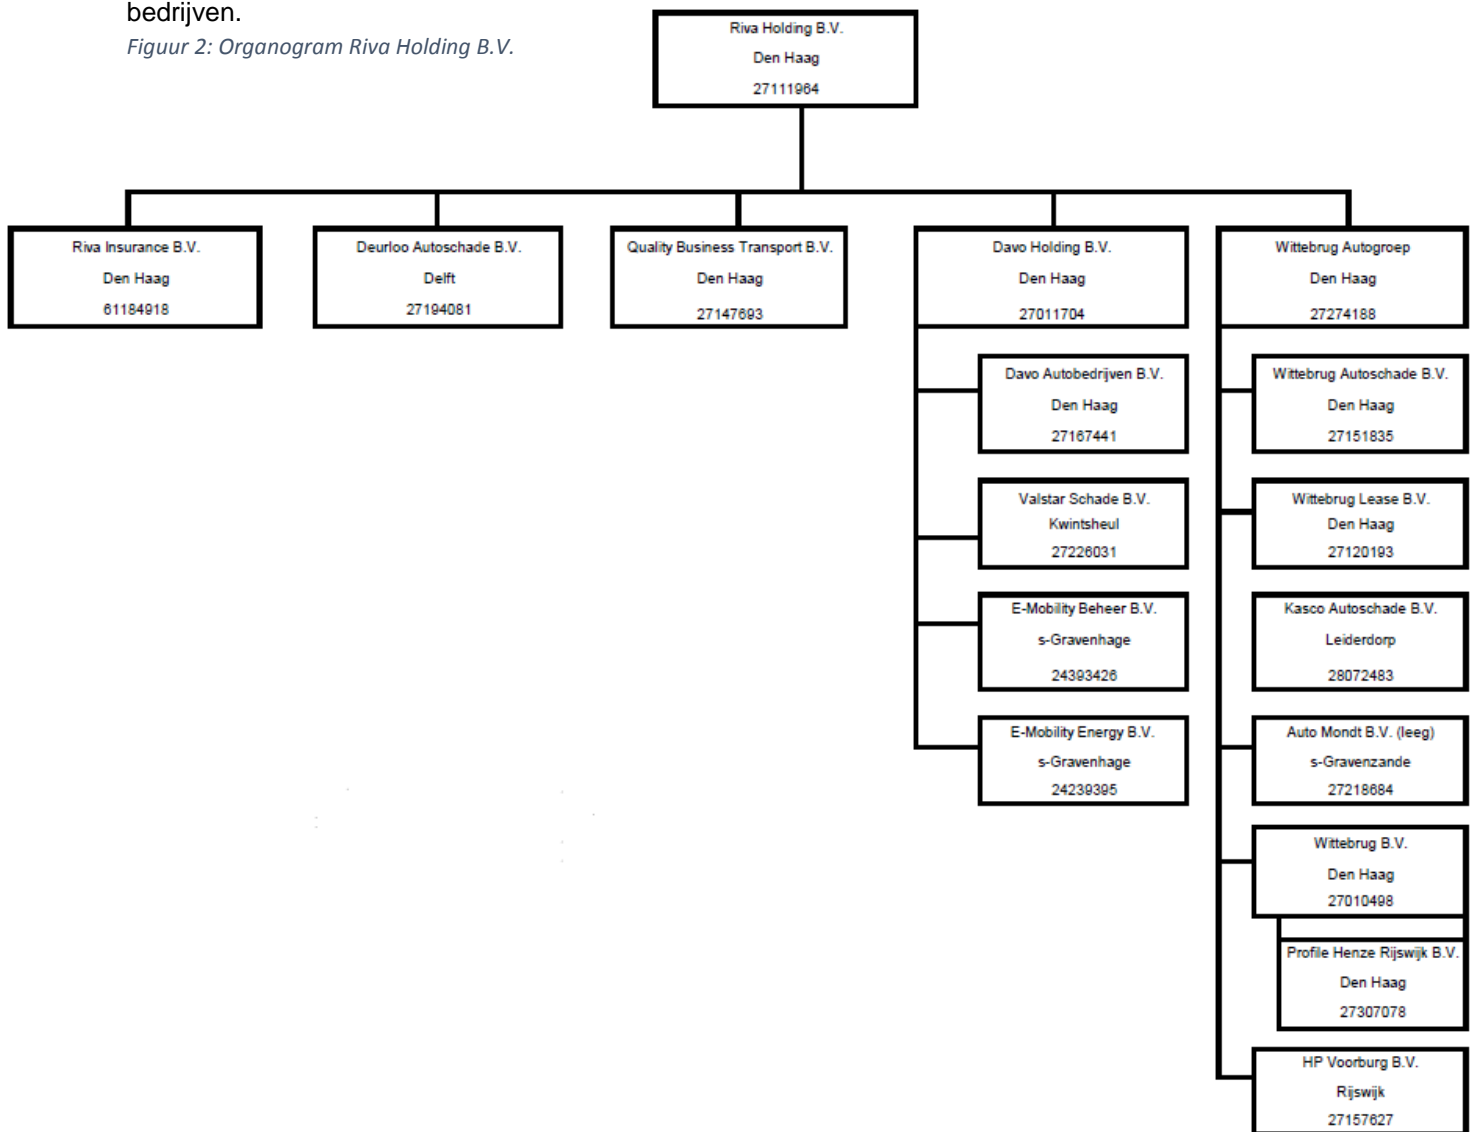 bedrijven.
Figuur 2: Organogram Riva Holding B.V.
Riva Holding B.V.
Den Haag
27111964
Riva Insurance B.V.
Den Haag
61184918
Deurloo Autoschade B.V.
Delft
27194081
Quality Business Transport B.V.
Den Haag
27147693
Davo Holding B.V.
Den Haag
27011704
Wittebrug Autogroep
Den Haag
27274188
Davo Autobedrijven B.V.
Den Haag
27167441
Valstar Schade B.V.
Kwintsheul
27226031
E-Mobility Beheer B.V.
s-Gravenhage
24393426
E-Mobility Energy B.V.
s-Gravenhage
24239395
Wittebrug Autoschade B.V.
Den Haag
27151835
Wittebrug Lease B.V.
Den Haag
27120193
Kasco Autoschade B.V.
Leiderdorp
28072483
Auto Mondt B.V. (leeg)
s-Gravenzande
27218684
Wittebrug B.V.
Den Haag
27010498
Profile Henze Rijswijk B.V.
Den Haag
27307078
HP Voorburg B.V.
Rijswijk
27157627